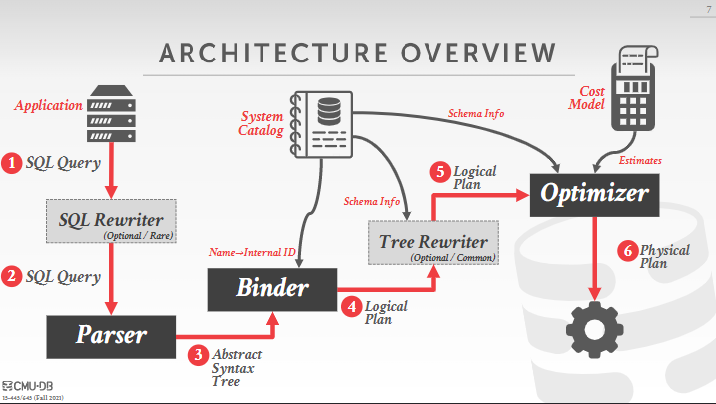 7
ARCHITECTURE OVERVIEW
Application
System
Catalog
Cost
Model
Schema Info
Estimates
1 SQL Query
SQL Rewriter
(Optional / Rare)
2 SQL Query
Parser
3 Abstract
Syntax
Tree
Name→Internal ID
Binder
4 Logical
Plan
Schema Info
Tree Rewriter
(Optional / Common)
5 Logical
Plan
Optimizer
6 Physical
Plan
CMU·DB
15-445/645 (Fall 2021)